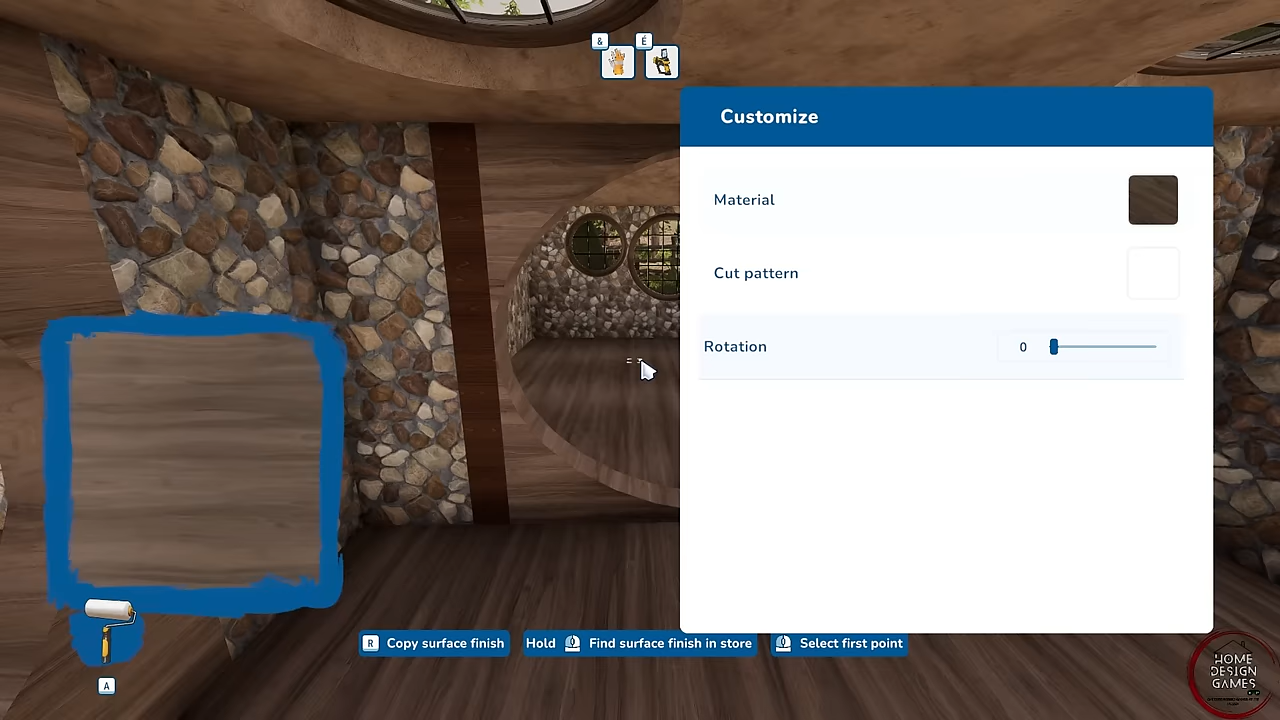 & É
Customize
Material
Cut pattern
Rotation 0
R Copy surface finish Hold Find surface finish in store Select first point
A
HOME
DESIGN
GAMES